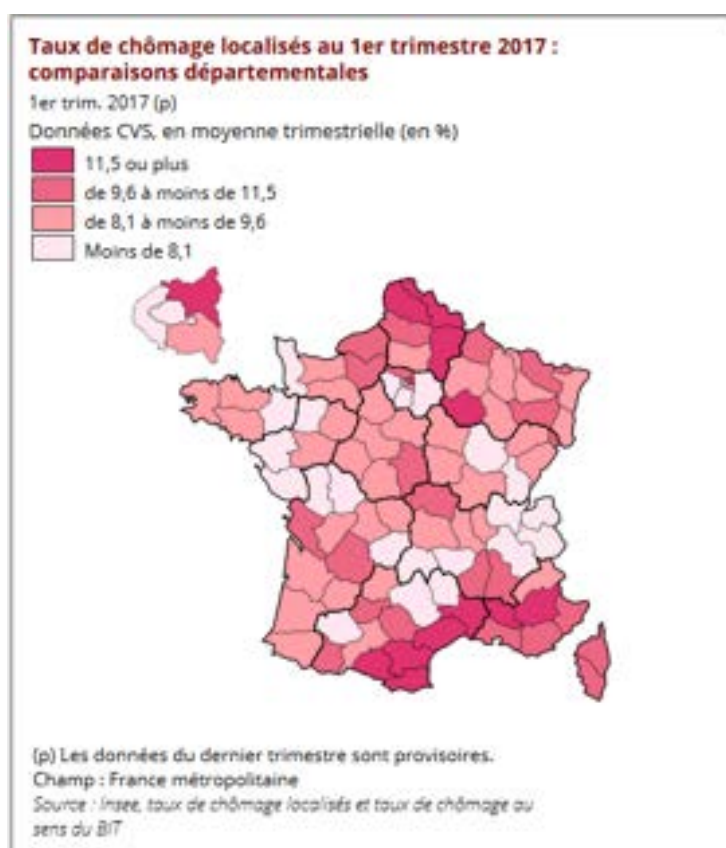 Taux de chômage localisés au 1er trimestre 2017 :
comparaisons départementales
1er trim. 2017 (p)
Données CVS, en moyenne trimestrielle (en %)
11,5 ou plus
de 9,6 à moins de 11,5
de 8,1 à moins de 9,6
Moins de 8,1
(p) Les données du dernier trimestre sont provisoires.
Champ : France métropolitaine
Source : Insee, taux de chômage localisés et taux de chômage au
sens du BIT